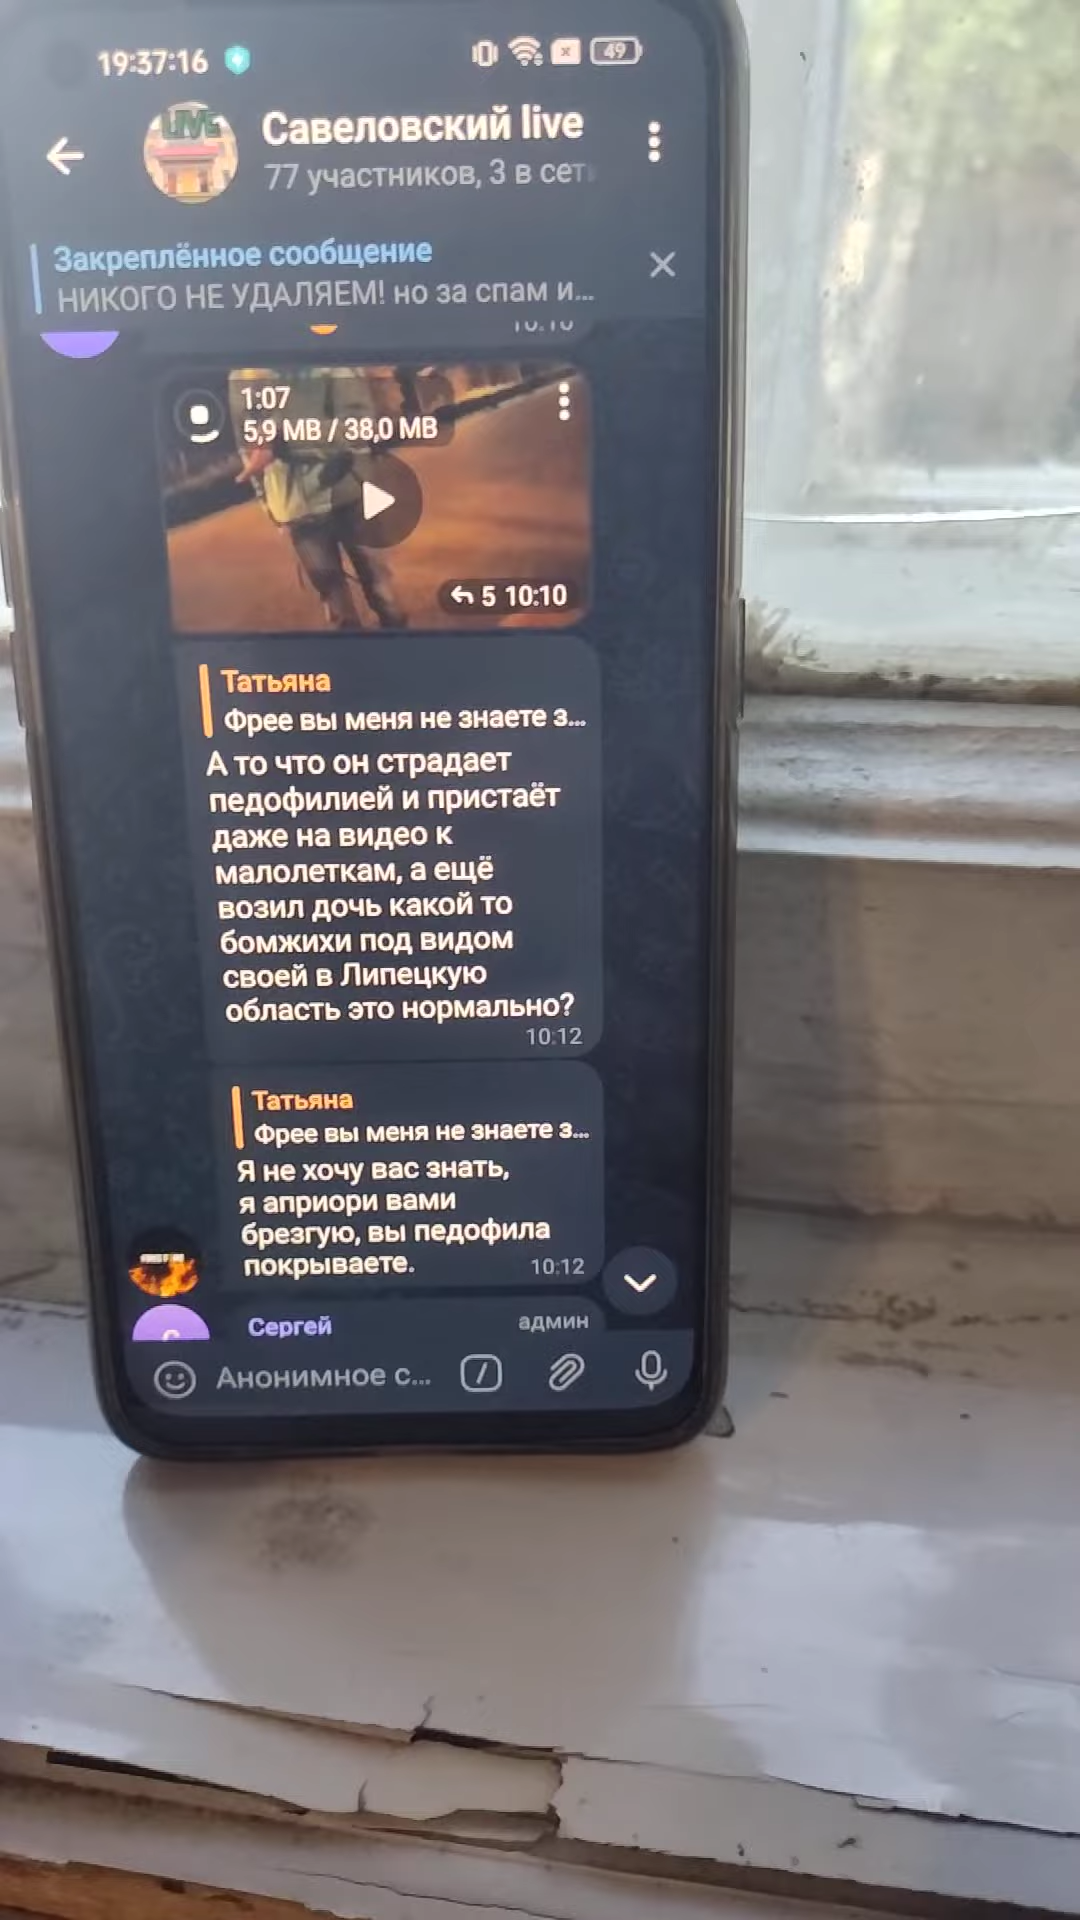 19:37:16
49
LIVE
Савеловский live
77 участников, 3 в сет
Закреплённое сообщение
НИКОГО НЕ УДАЛЯЕМ! но за спам и...
1:07
5,9 MB / 38,0 MB
5 10:10
Татьяна
Фрее вы меня не знаете з...
А то что он страдает
педофилией и пристаёт
даже на видео к
малолеткам, а ещё
возил дочь какой то
бомжихи под видом
своей в Липецкую
область это нормально?
10:12
Татьяна
Фрее вы меня не знаете з...
Я не хочу вас знать,
я априори вами
брезгую, вы педофила
покрываете.
10:12
Сергей
админ
Анонимное с...